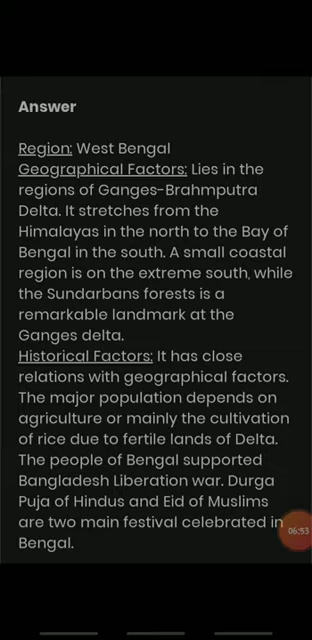 Answer
Region: West Bengal
Geographical Factors: Lies in the
regions of Ganges-Brahmputra
Delta. It stretches from the
Himalayas in the north to the Bay of
Bengal in the south. A small coastal
region is on the extreme south, while
the Sundarbans forests is a
remarkable landmark at the
Ganges delta.
Historical Factors: It has close
relations with geographical factors.
The major population depends on
agriculture or mainly the cultivation
of rice due to fertile lands of Delta.
The people of Bengal supported
Bangladesh Liberation war. Durga
Puja of Hindus and Eid of Muslims
are two main festival celebrated in
Bengal.
06:53